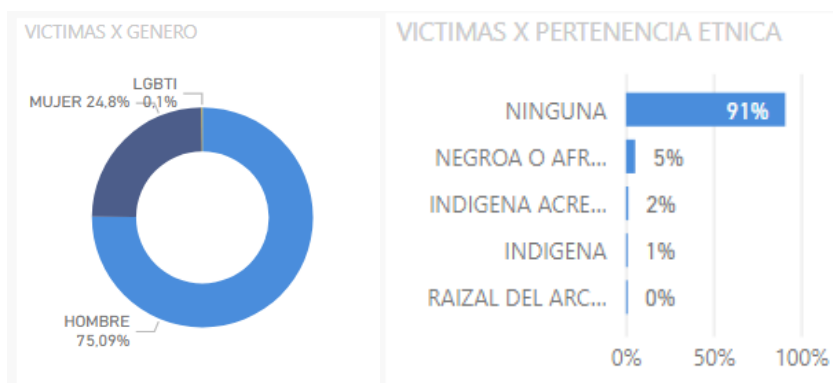 VICTIMAS X GENERO
LGBTI
0,1%
MUJER 24,8%
HOMBRE
75,09%
VICTIMAS X PERTENENCIA ETNICA
NINGUNA 91%
NEGROA O AFR... 5%
INDIGENA ACRE... 2%
INDIGENA 1%
RAIZAL DEL ARC... 0%
0% 50% 100%